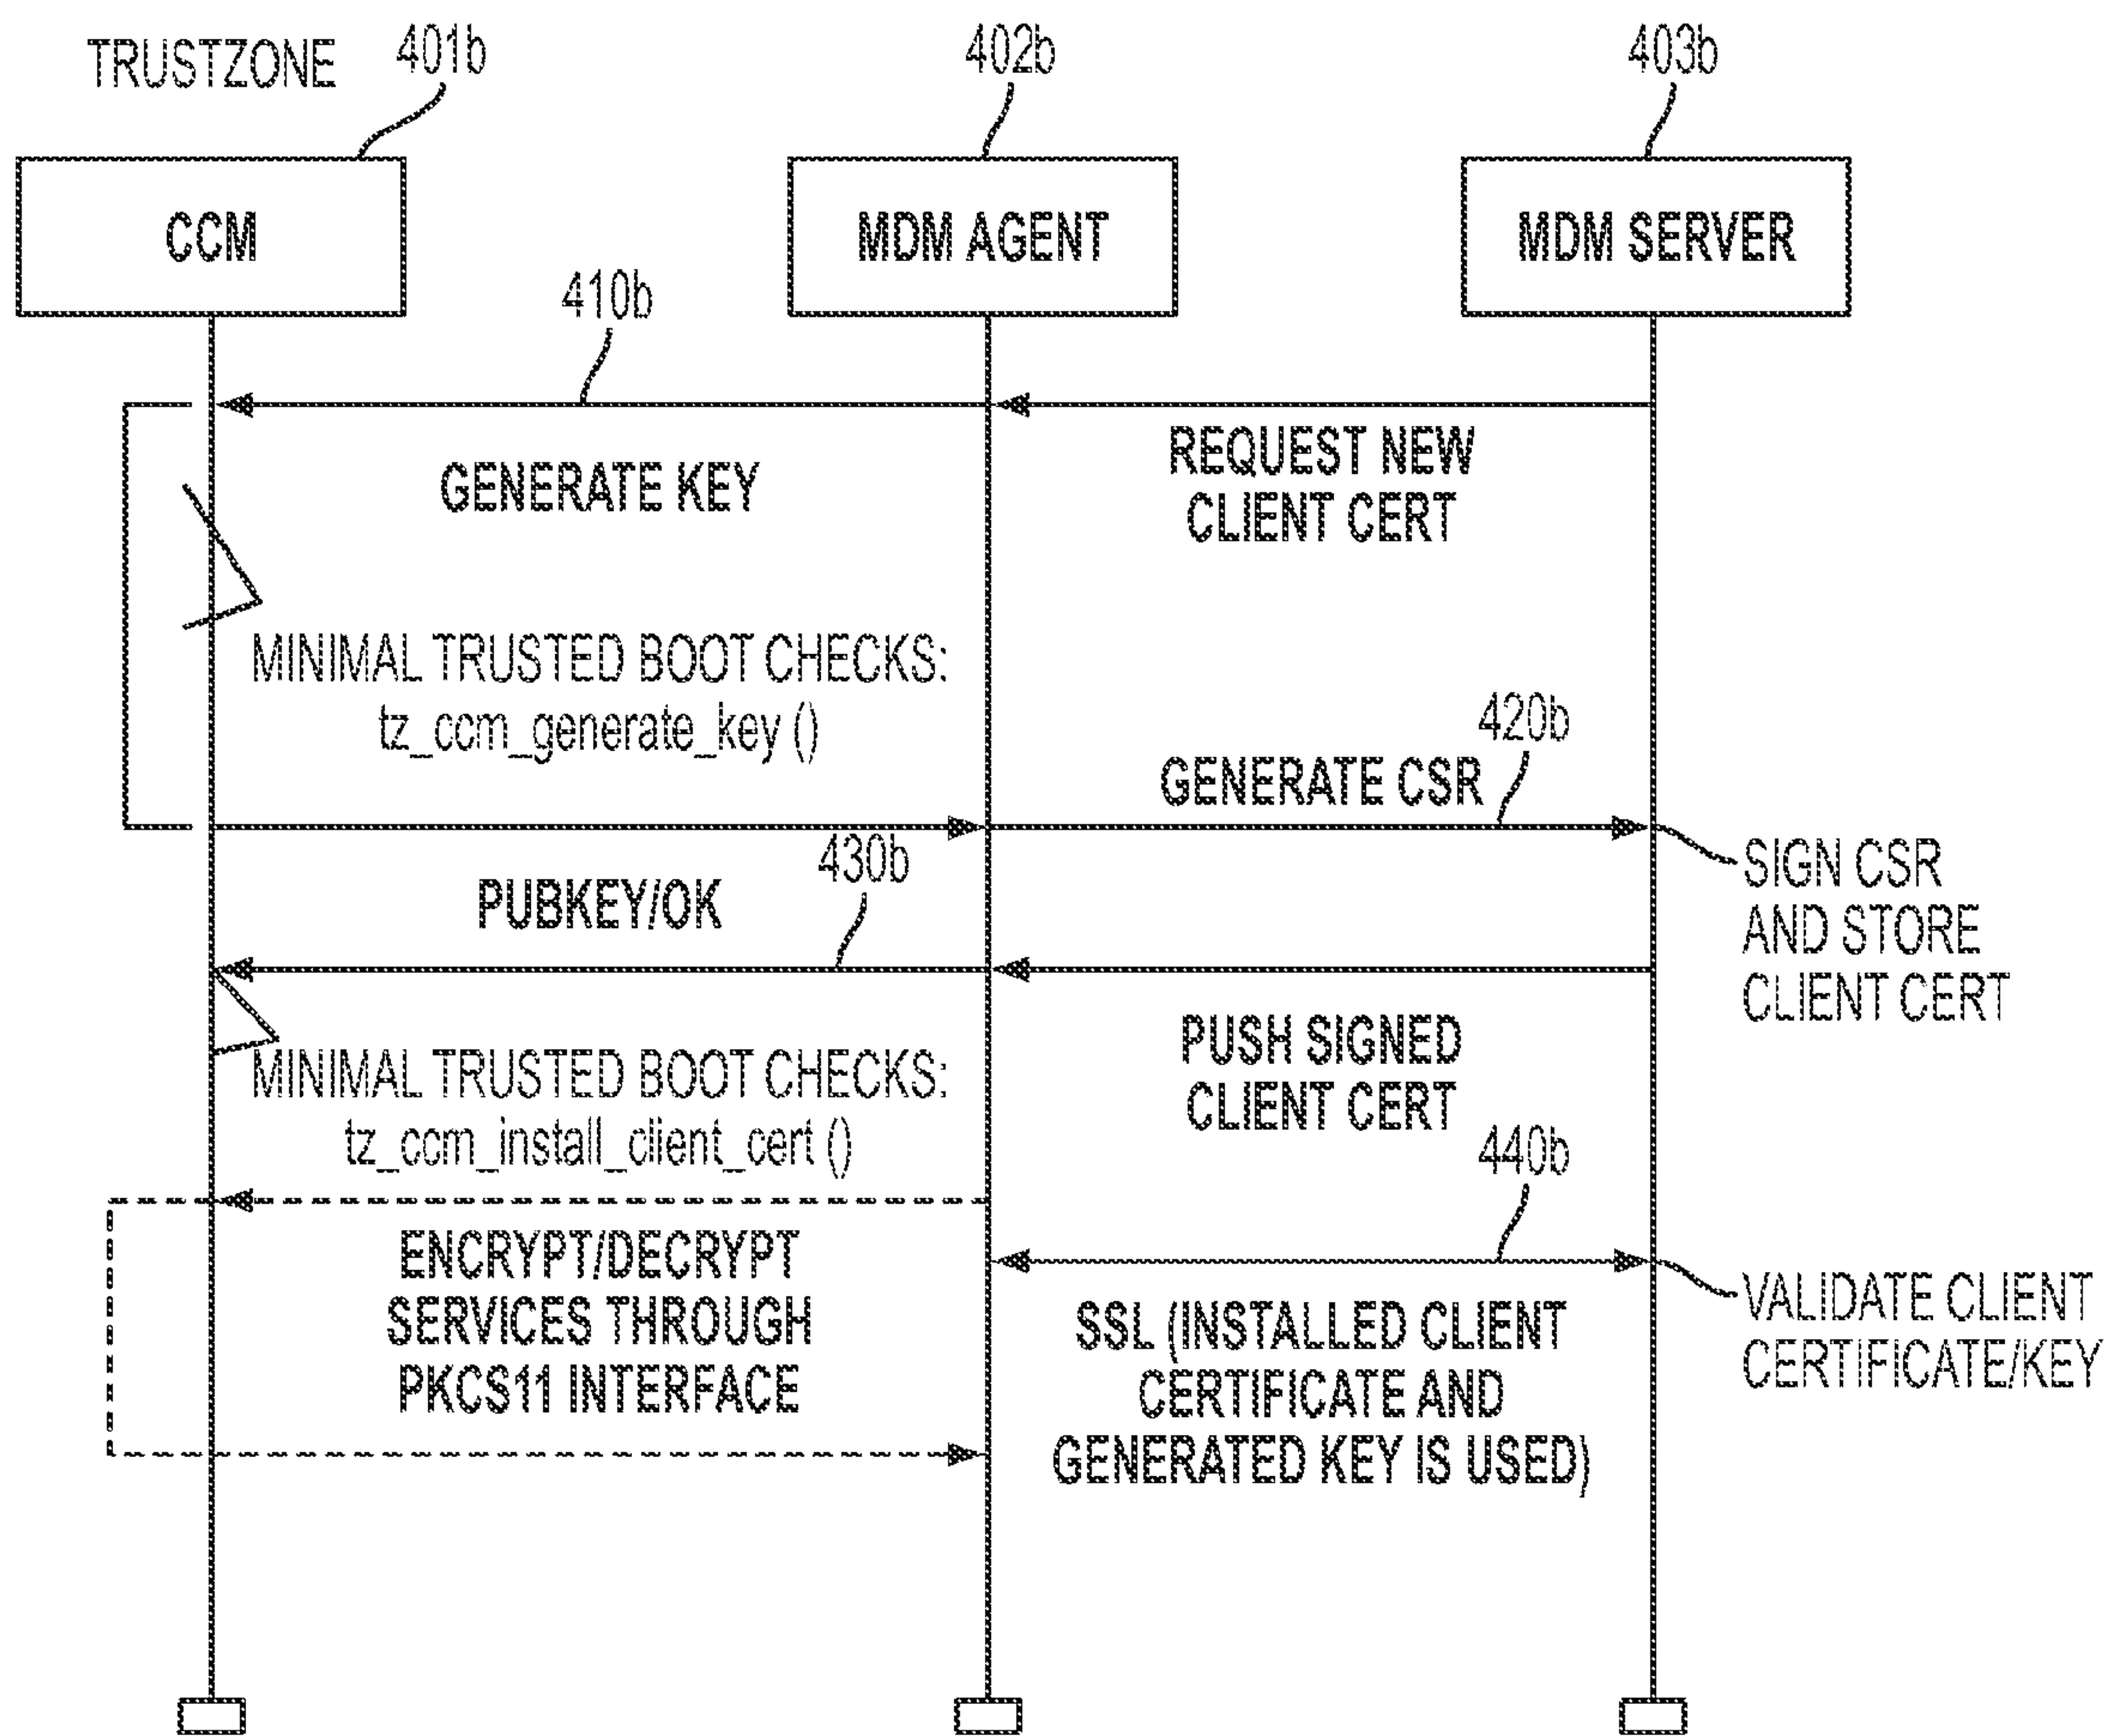 TRUSTZONE
401b
402b
403b
CCM
MDM AGENT
MDM SERVER
410b
GENERATE KEY
REQUEST NEW
CLIENT CERT
MINIMAL TRUSTED BOOT CHECKS:
tz_ccm_generate_key ()
420b
GENERATE CSR
430b
PUBKEY/OK
SIGN CSR
AND STORE
CLIENT CERT
PUSH SIGNED
CLIENT CERT
MINIMAL TRUSTED BOOT CHECKS:
tz_ccm_install_client_cert ()
440b
ENCRYPT/DECRYPT
SERVICES THROUGH
PKCS11 INTERFACE
SSL (INSTALLED CLIENT
CERTIFICATE AND
GENERATED KEY IS USED)
VALIDATE CLIENT
CERTIFICATE/KEY